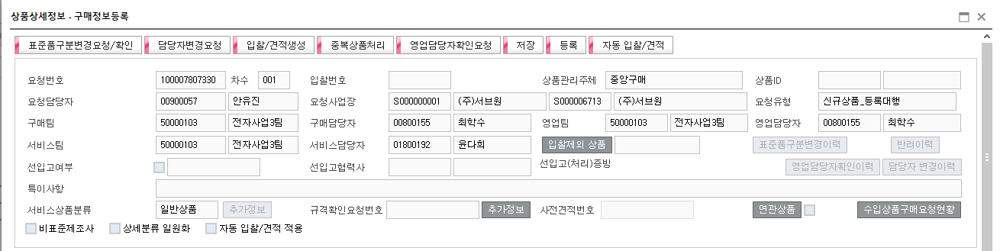 상품상세정보 - 구매정보등록
표준품구분변경요청/확인 담당자변경요청 입찰/견적생성 중복상품처리 영업담당자확인요청 저장 등록 자동 입찰/견적
요청번호 100007807330 차수 001 입찰번호 상품관리주체 중앙구매 상품ID
요청담당자 00900057 안유진 요청사업장 S000000001 (주)서브원 S000006713 (주)서브원 요청유형 신규상품_등록대행
구매팀 50000103 전자사업3팀 구매담당자 00800155 최학수 영업팀 50000103 전자사업3팀 영업담당자 00800155 최학수
서비스팀 50000103 전자사업3팀 서비스담당자 01800192 윤다희 입찰제외 상품 표준품구분변경이력 반려이력
선입고여부 선입고협력사 선입고(처리)증빙 영업담당자확인이력 담당자 변경이력
특이사항
서비스상품분류 일반상품 추가정보 규격확인요청번호 추가정보 사전견적번호 연관상품 수입상품구매요청현황
비표준제조사 상세분류 일원화 자동 입찰/견적 적용